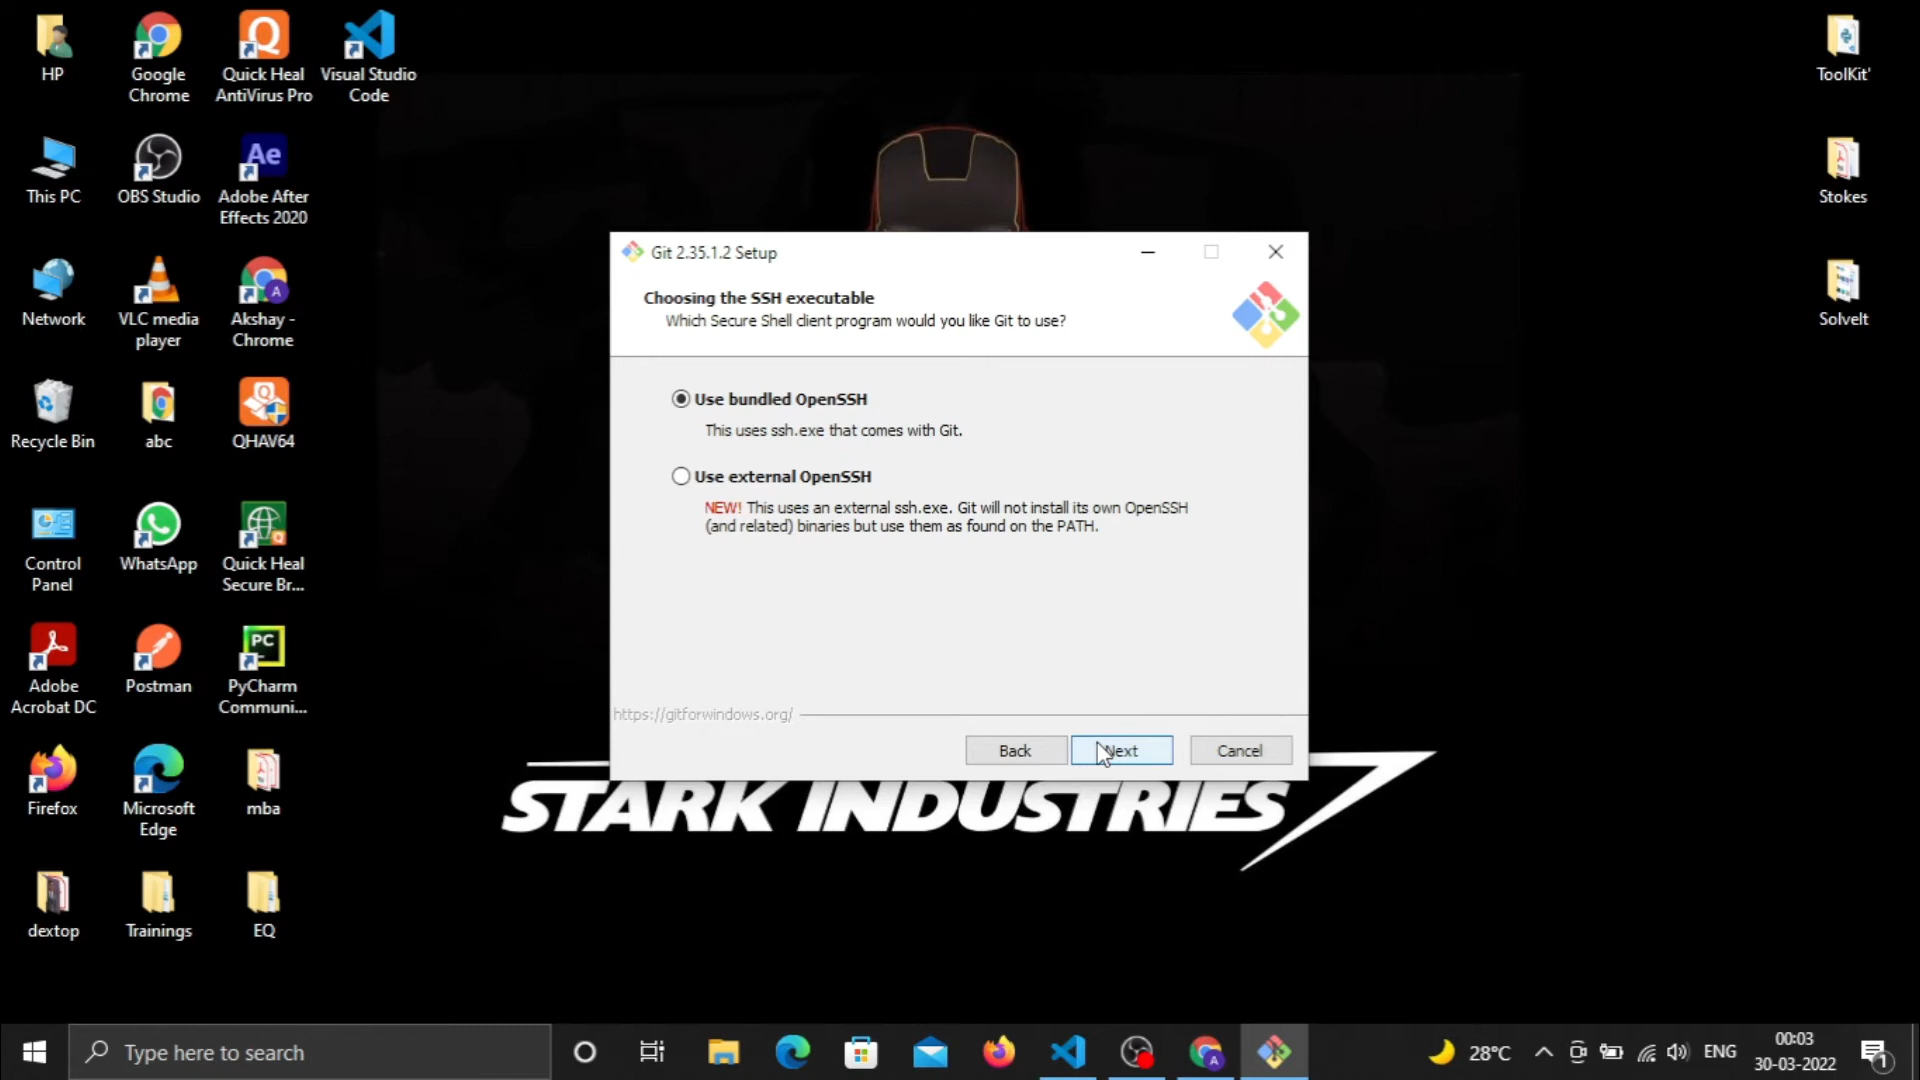 HP
Google
Chrome
Quick Heal
AntiVirus Pro
Visual Studio
Code
ToolKit'
This PC
OBS Studio
Ae
Adobe After
Effects 2020
Stokes
Network
VLC media
player
A
Akshay -
Chrome
SolveIt
Recycle Bin
abc
QHAV64
Control
Panel
WhatsApp
Quick Heal
Secure Br...
Adobe
Acrobat DC
Postman
PC
PyCharm
Communi...
Firefox
Microsoft
Edge
mba
dextop
Trainings
EQ
Git 2.35.1.2 Setup
Choosing the SSH executable
Which Secure Shell client program would you like Git to use?
Use bundled OpenSSH
This uses ssh.exe that comes with Git.
Use external OpenSSH
NEW! This uses an external ssh.exe. Git will not install its own OpenSSH
(and related) binaries but use them as found on the PATH.
https://gitforwindows.org/
Back
Next
Cancel
STARK INDUSTRIES
Type here to search
A
28°C
ENG
00:03
30-03-2022
1